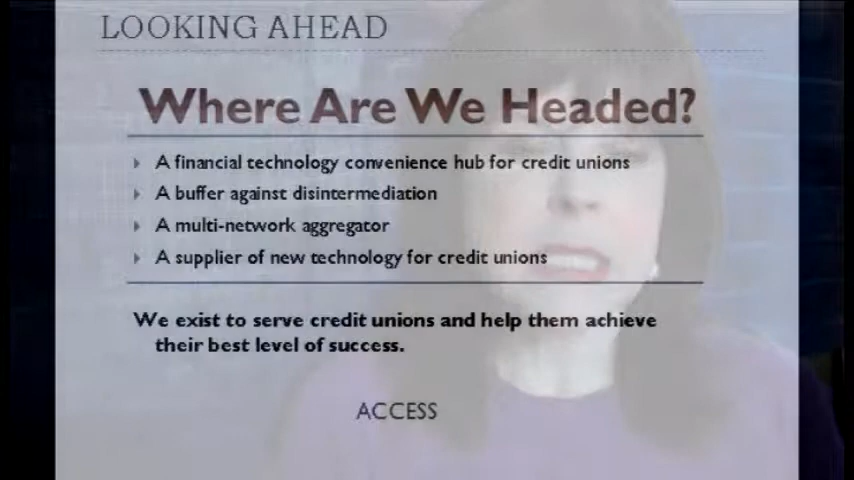 LOOKING AHEAD
Where Are We Headed?
A financial technology convenience hub for credit unions
A buffer against disintermediation
A multi-network aggregator
A supplier of new technology for credit unions
We exist to serve credit unions and help them achieve
their best level of success.
ACCESS